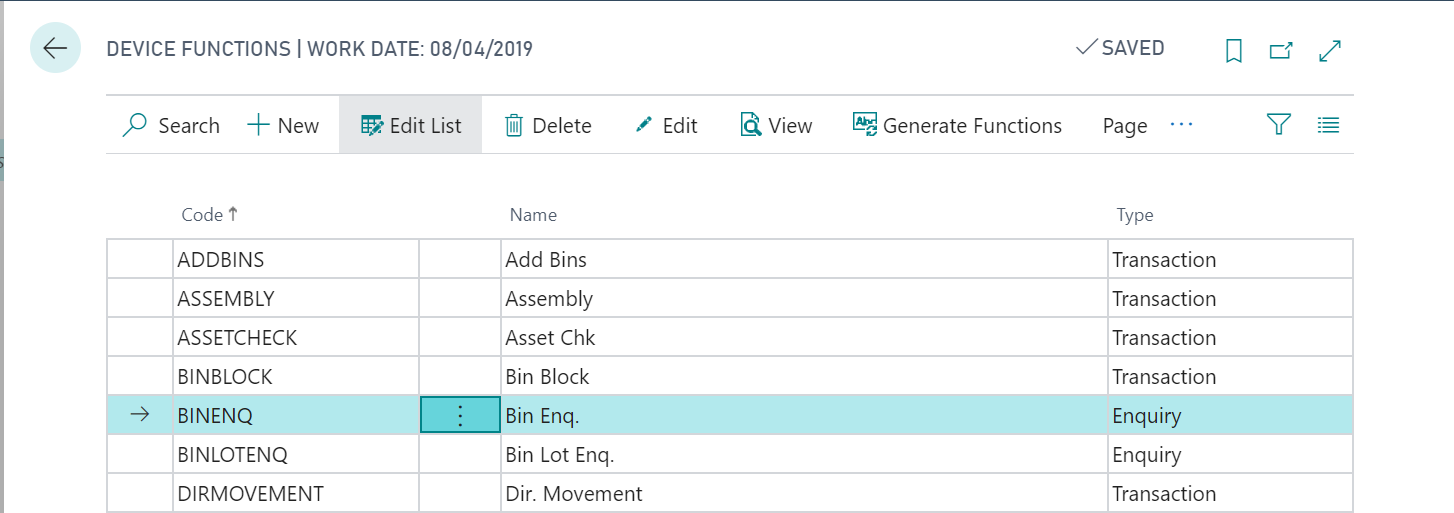 DEVICE FUNCTIONS | WORK DATE: 08/04/2019 SAVED
Search New Edit List Delete Edit View Generate Functions Page ...
Code Name Type
ADDBINS Add Bins Transaction
ASSEMBLY Assembly Transaction
ASSETCHECK Asset Chk Transaction
BINBLOCK Bin Block Transaction
BINENQ Bin Enq. Enquiry
BINLOTENQ Bin Lot Enq. Enquiry
DIRMOVEMENT Dir. Movement Transaction